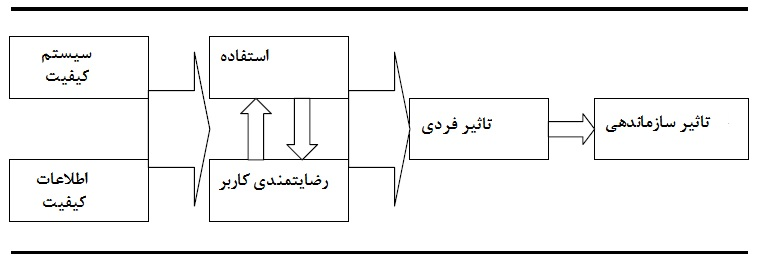 سیستم
کیفیت
استفاده
تاثیر فردی
تاثیر سازماندهی
اطلاعات
کیفیت
رضایتمندی کاربر